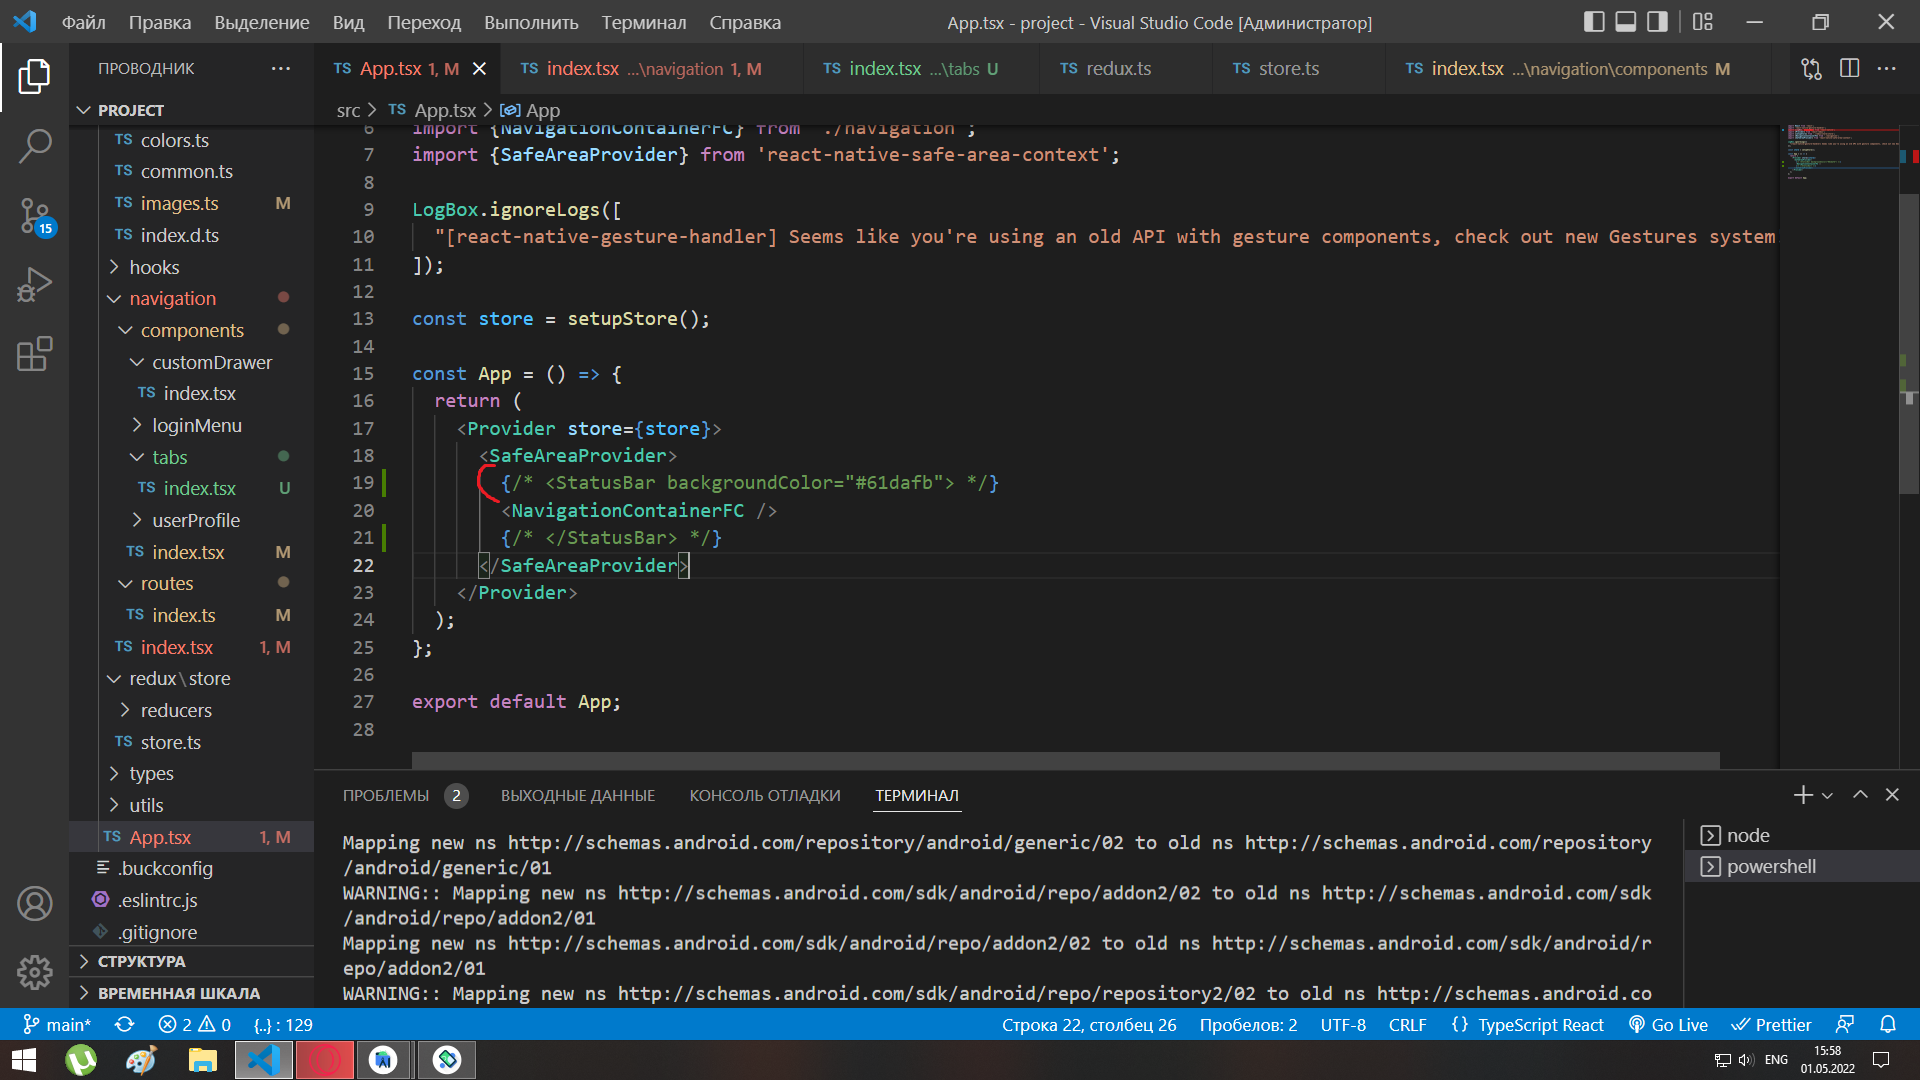 Файл Правка Выделение Вид Переход Выполнить Терминал Справка
App.tsx - project - Visual Studio Code [Администратор]
ПРОВОДНИК
PROJECT
TS colors.ts
TS common.ts
TS images.ts M
TS index.d.ts
hooks
navigation
components
customDrawer
TS index.tsx
loginMenu
tabs
TS index.tsx U
userProfile
TS index.tsx M
routes
TS index.ts M
TS index.tsx 1, M
redux\store
reducers
TS store.ts
types
utils
TS App.tsx 1, M
.buckconfig
.eslintrc.js
.gitignore
СТРУКТУРА
ВРЕМЕННАЯ ШКАЛА
15
TS App.tsx 1, M
TS index.tsx ...\navigation 1, M
TS index.tsx ...\tabs U
TS redux.ts
TS store.ts
TS index.tsx ...\navigation\components M
src > TS App.tsx > App
6 import {NavigationContainerFC} from './navigation';
7 import {SafeAreaProvider} from 'react-native-safe-area-context';
8
9 LogBox.ignoreLogs([
10 "[react-native-gesture-handler] Seems like you're using an old API with gesture components, check out new Gestures system
11 ]);
12
13 const store = setupStore();
14
15 const App = () => {
16 return (
17 <Provider store={store}>
18 <SafeAreaProvider>
19 {/* <StatusBar backgroundColor="#61dafb"> */}
20 <NavigationContainerFC />
21 {/* </StatusBar> */}
22 </SafeAreaProvider>
23 </Provider>
24 );
25 };
26
27 export default App;
28
ПРОБЛЕМЫ 2 ВЫХОДНЫЕ ДАННЫЕ КОНСОЛЬ ОТЛАДКИ ТЕРМИНАЛ
Mapping new ns http://schemas.android.com/repository/android/generic/02 to old ns http://schemas.android.com/repository
/android/generic/01
WARNING:: Mapping new ns http://schemas.android.com/sdk/android/repo/addon2/02 to old ns http://schemas.android.com/sdk
/android/repo/addon2/01
Mapping new ns http://schemas.android.com/sdk/android/repo/addon2/02 to old ns http://schemas.android.com/sdk/android/r
epo/addon2/01
WARNING:: Mapping new ns http://schemas.android.com/sdk/android/repo/repository2/02 to old ns http://schemas.android.co
node
powershell
main* 2 0 {..} : 129
Строка 22, столбец 26 Пробелов: 2 UTF-8 CRLF {} TypeScript React Go Live Prettier
ENG
15:58
01.05.2022